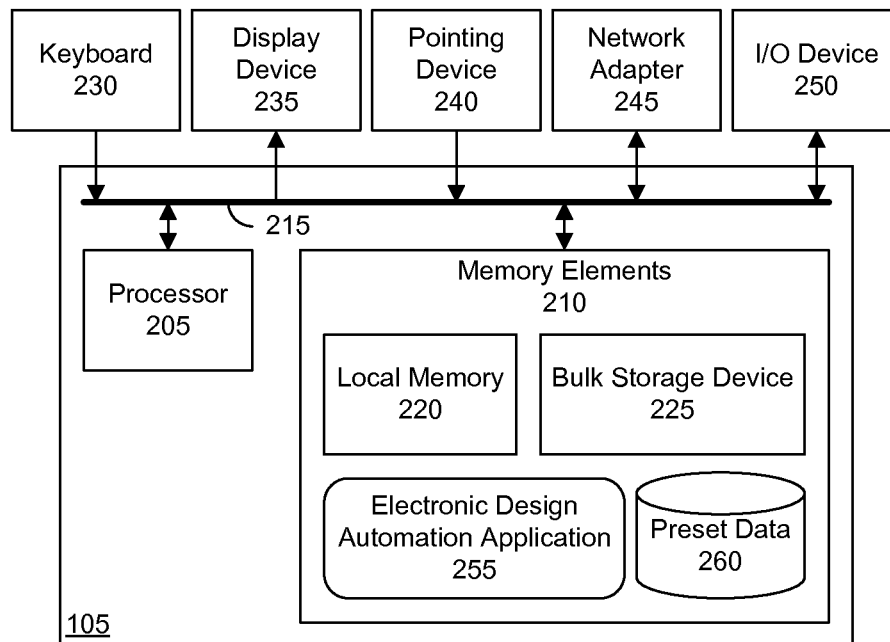 Keyboard
230
Display
Device
235
Pointing
Device
240
Network
Adapter
245
I/O Device
250
215
Processor
205
Memory Elements
210
Local Memory
220
Bulk Storage Device
225
Electronic Design
Automation Application
255
Preset Data
260
105